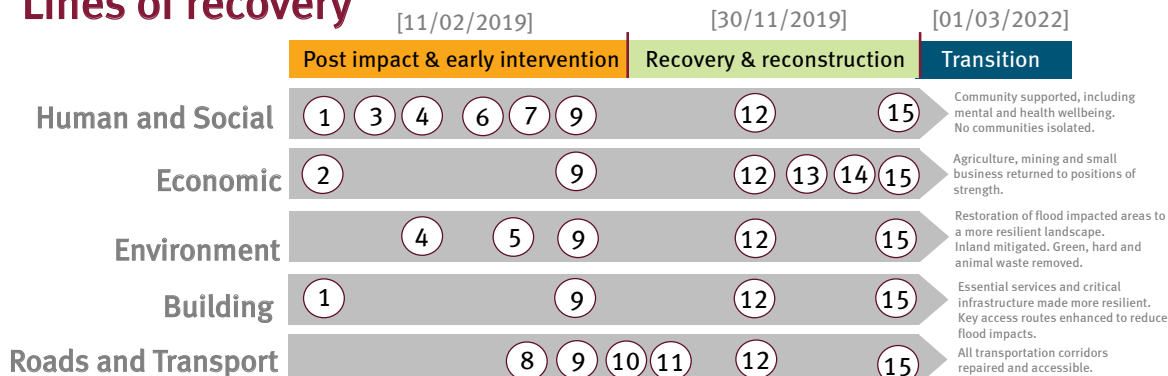 Lines of recovery
[11/02/2019] [30/11/2019] [01/03/2022]
Post impact & early intervention Recovery & reconstruction Transition
Human and Social 1 3 4 6 7 9 12 15
Community supported, including
mental and health wellbeing.
No communities isolated.
Economic 2 9 12 13 14 15
Agriculture, mining and small
business returned to positions of
strength.
Environment 4 5 9 12 15
Restoration of flood impacted areas to
a more resilient landscape.
Inland mitigated. Green, hard and
animal waste removed.
Building 1 9 12 15
Essential services and critical
infrastructure made more resilient.
Key access routes enhanced to reduce
flood impacts.
Roads and Transport 8 9 10 11 12 15
All transportation corridors
repaired and accessible.